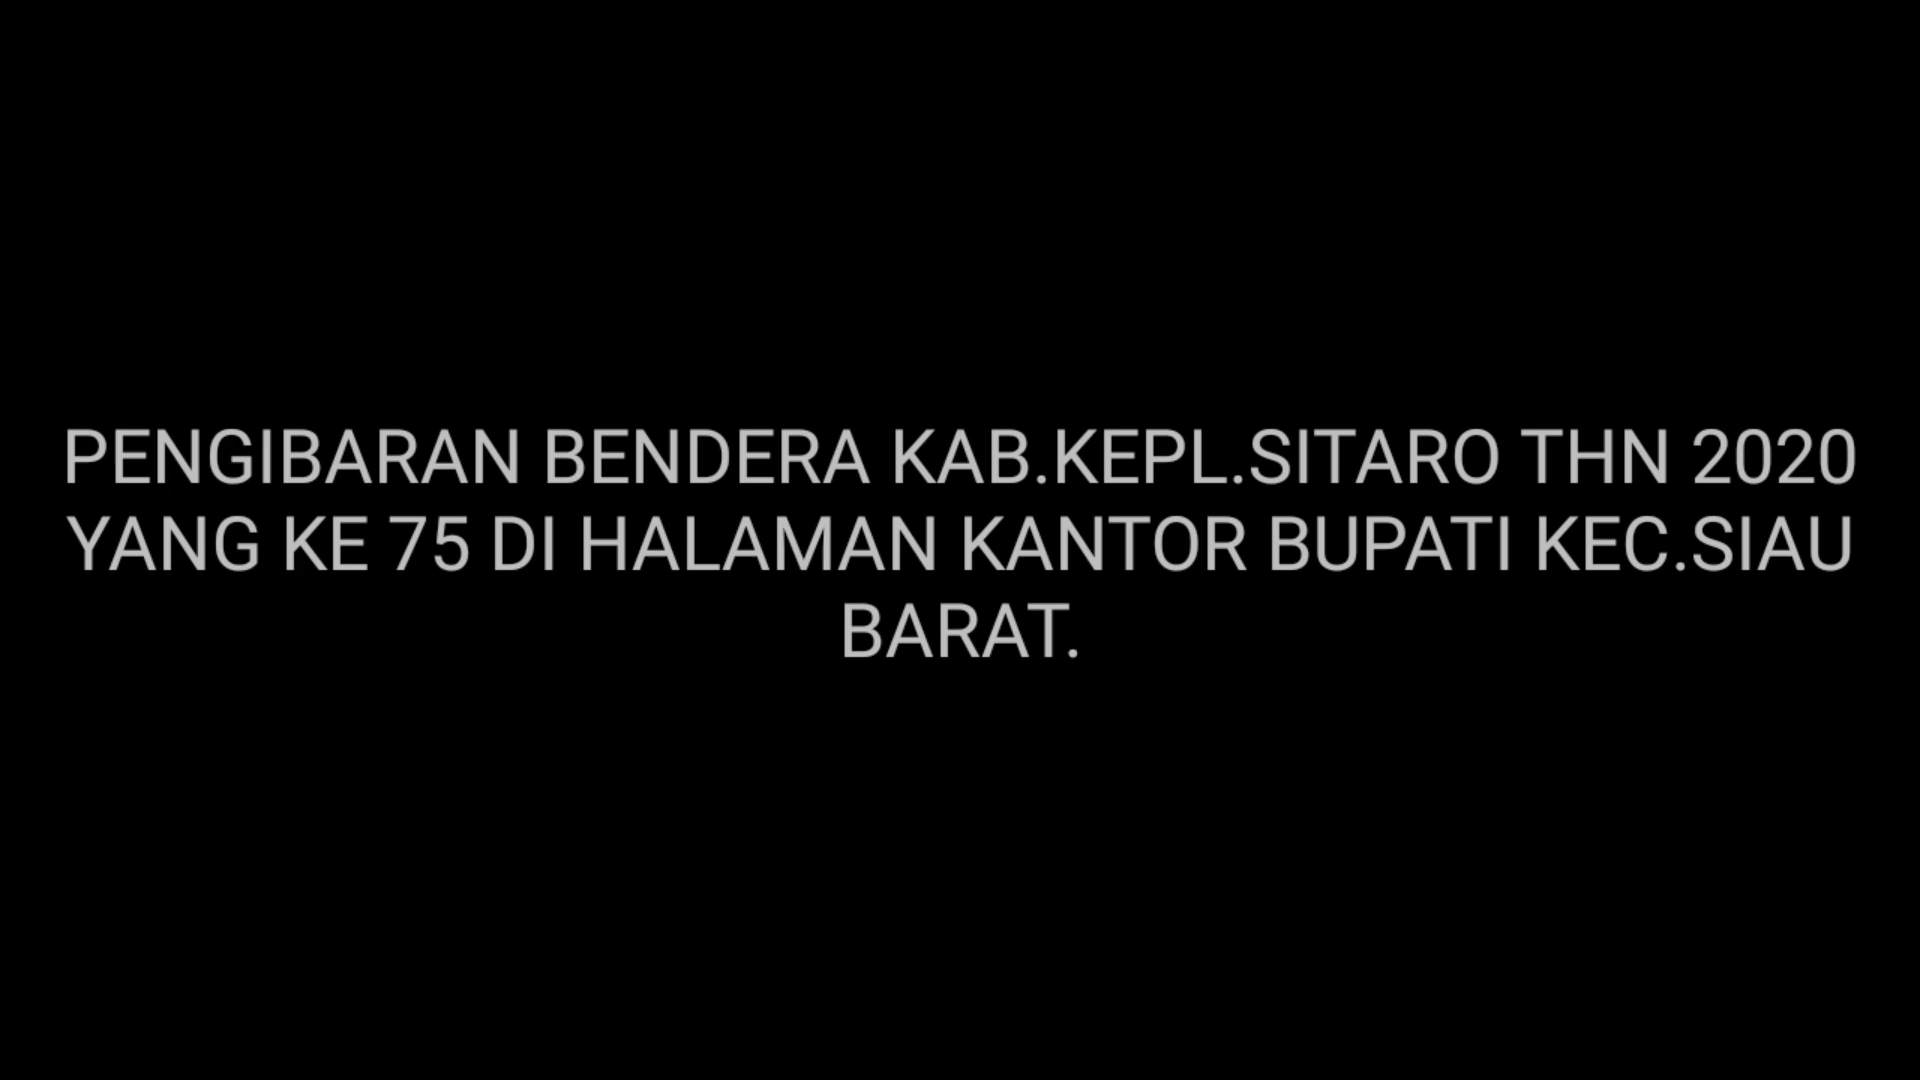 PENGIBARAN BENDERA KAB.KEPL.SITARO THN 2020
YANG KE 75 DI HALAMAN KANTOR BUPATI KEC.SIAU
BARAT.